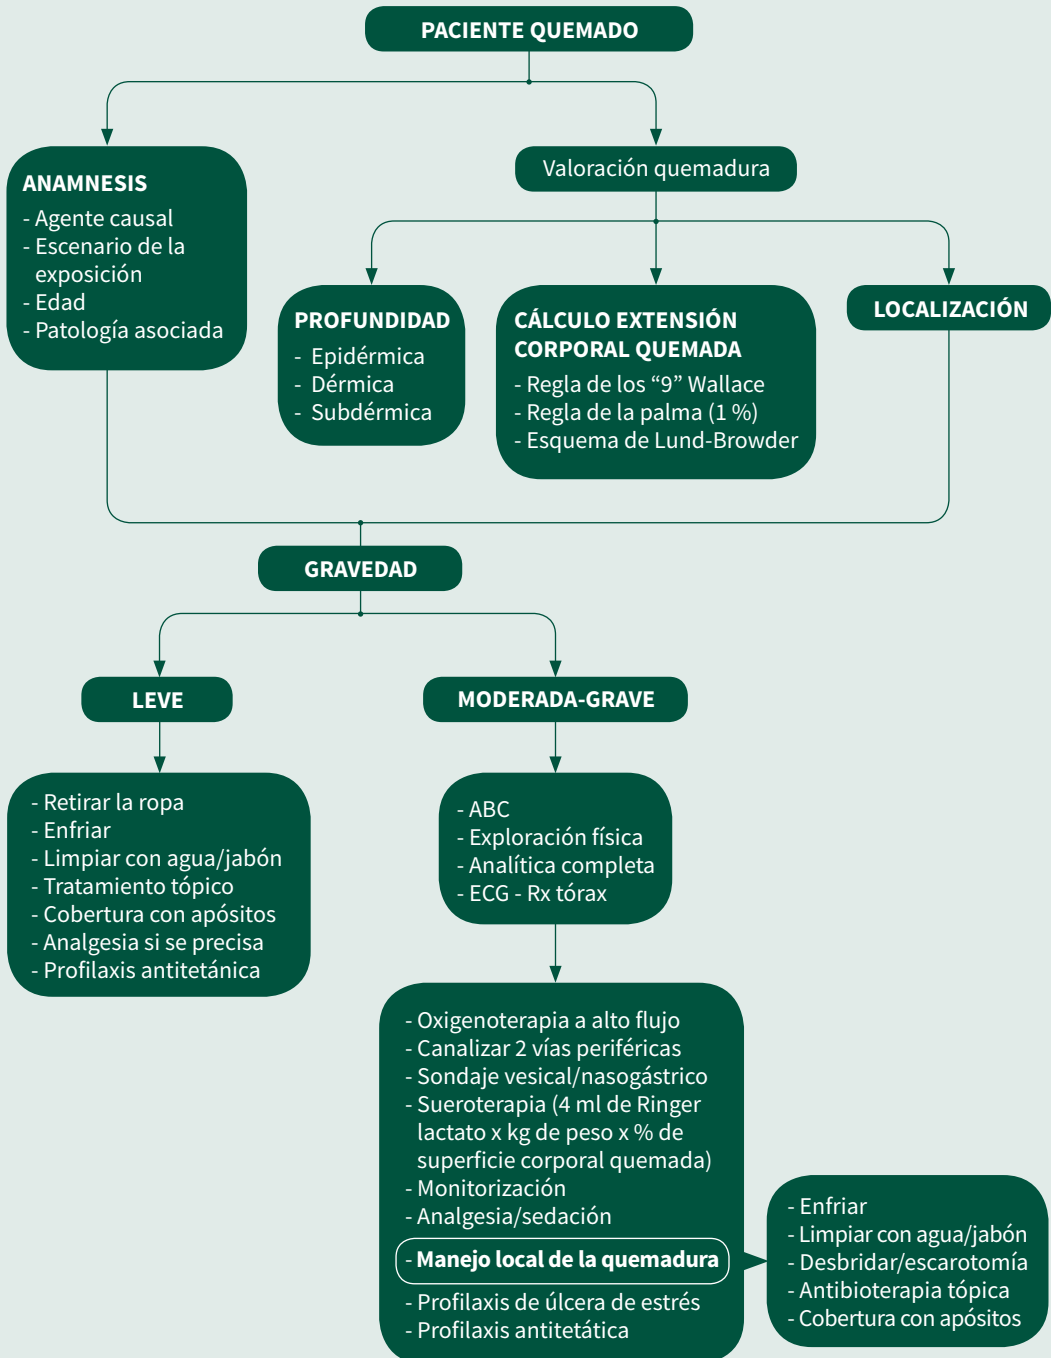 PACIENTE QUEMADO
ANAMNESIS
- Agente causal
- Escenario de la
exposición
- Edad
- Patología asociada
Valoración quemadura
PROFUNDIDAD
- Epidérmica
- Dérmica
- Subdérmica
CÁLCULO EXTENSIÓN
CORPORAL QUEMADA
- Regla de los “9” Wallace
- Regla de la palma (1 %)
- Esquema de Lund-Browder
LOCALIZACIÓN
GRAVEDAD
LEVE
- Retirar la ropa
- Enfriar
- Limpiar con agua/jabón
- Tratamiento tópico
- Cobertura con apósitos
- Analgesia si se precisa
- Profilaxis antitetánica
MODERADA-GRAVE
- ABC
- Exploración física
- Analítica completa
- ECG - Rx tórax
- Oxigenoterapia a alto flujo
- Canalizar 2 vías periféricas
- Sondaje vesical/nasogástrico
- Sueroterapia (4 ml de Ringer
lactato x kg de peso x % de
superficie corporal quemada)
- Monitorización
- Analgesia/sedación
- Manejo local de la quemadura
- Profilaxis de úlcera de estrés
- Profilaxis antitetática
- Enfriar
- Limpiar con agua/jabón
- Desbridar/escarotomía
- Antibioterapia tópica
- Cobertura con apósitos